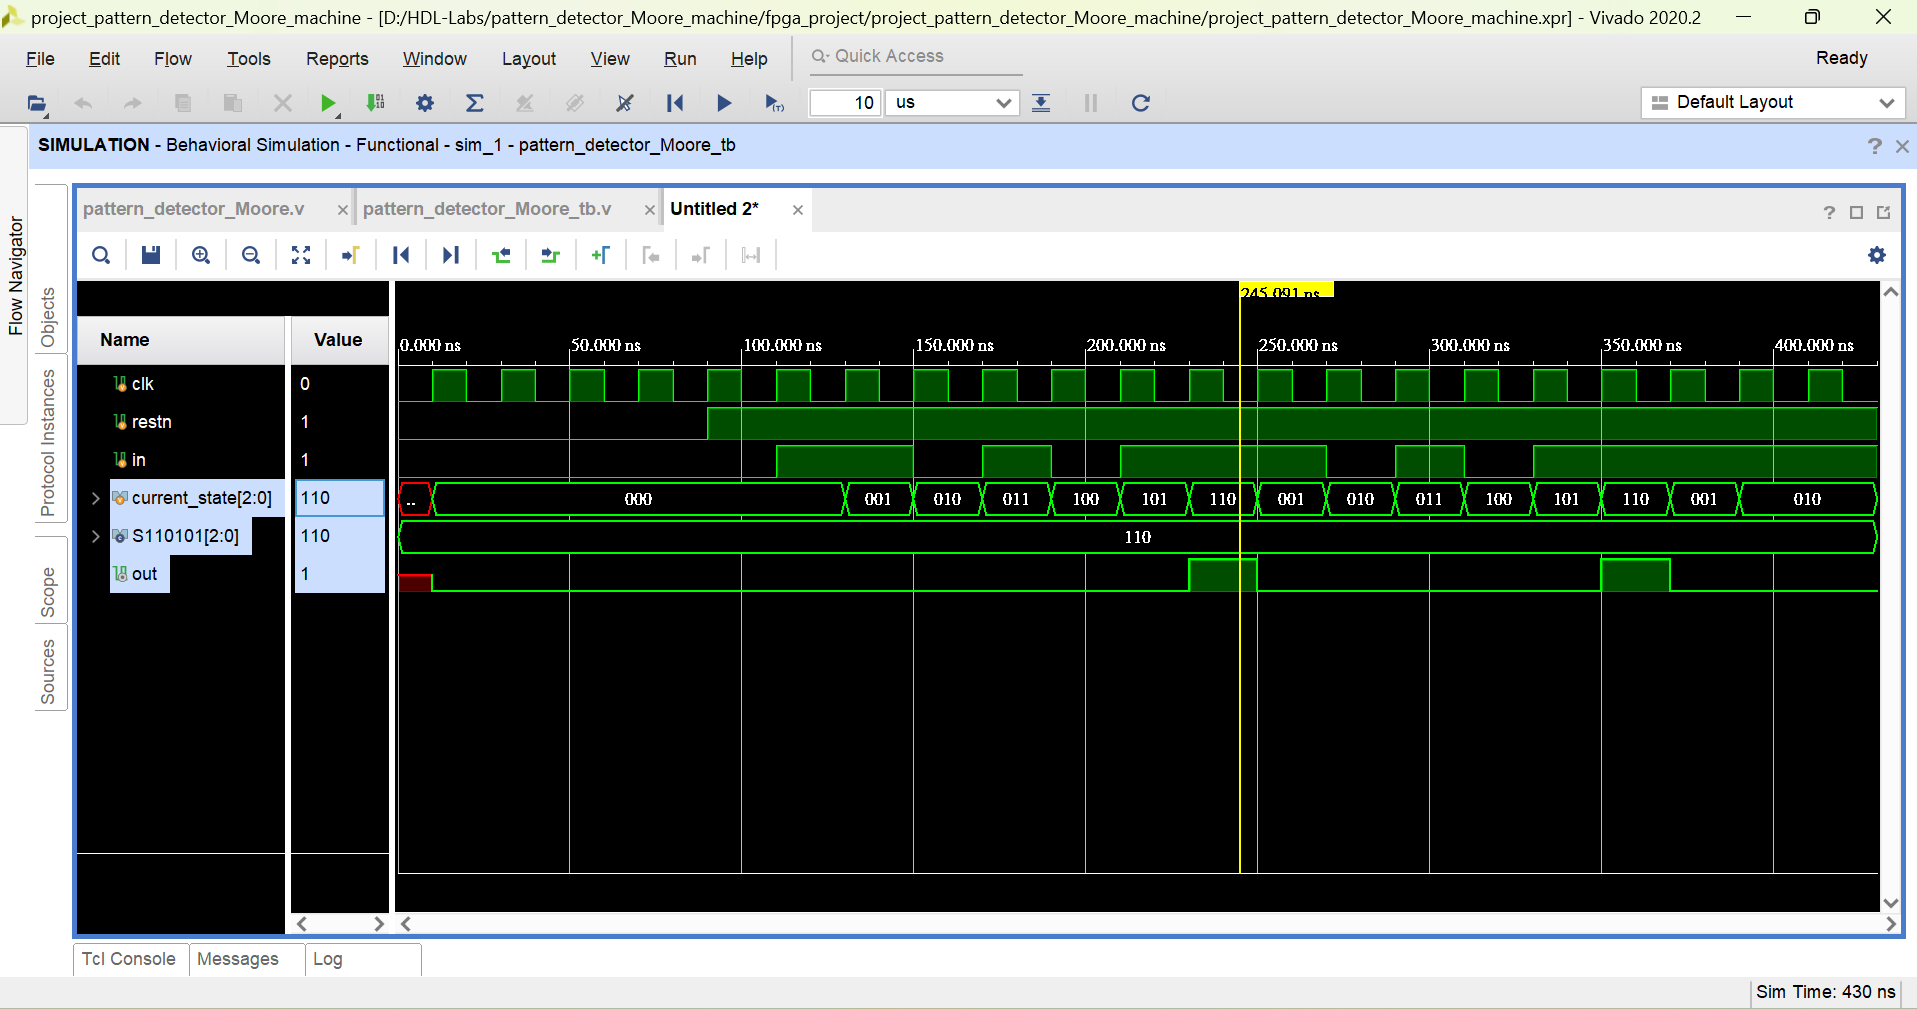 project_pattern_detector_Moore_machine - [D:/HDL-Labs/pattern_detector_Moore_machine/fpga_project/project_pattern_detector_Moore_machine/project_pattern_detector_Moore_machine.xpr] - Vivado 2020.2
File Edit Flow Tools Reports Window Layout View Run Help Quick Access Ready
10 us Default Layout
SIMULATION - Behavioral Simulation - Functional - sim_1 - pattern_detector_Moore_tb
Flow Navigator
Objects
Protocol Instances
Scope
Sources
pattern_detector_Moore.v pattern_detector_Moore_tb.v Untitled 2*
245.091 ns
Name Value 0.000 ns 50.000 ns 100.000 ns 150.000 ns 200.000 ns 250.000 ns 300.000 ns 350.000 ns 400.000 ns
clk 0
restn 1
in 1
current_state[2:0] 110 .. 000 001 010 011 100 101 110 001 010 011 100 101 110 001 010
S110101[2:0] 110 110
out 1
Tcl Console Messages Log
Sim Time: 430 ns